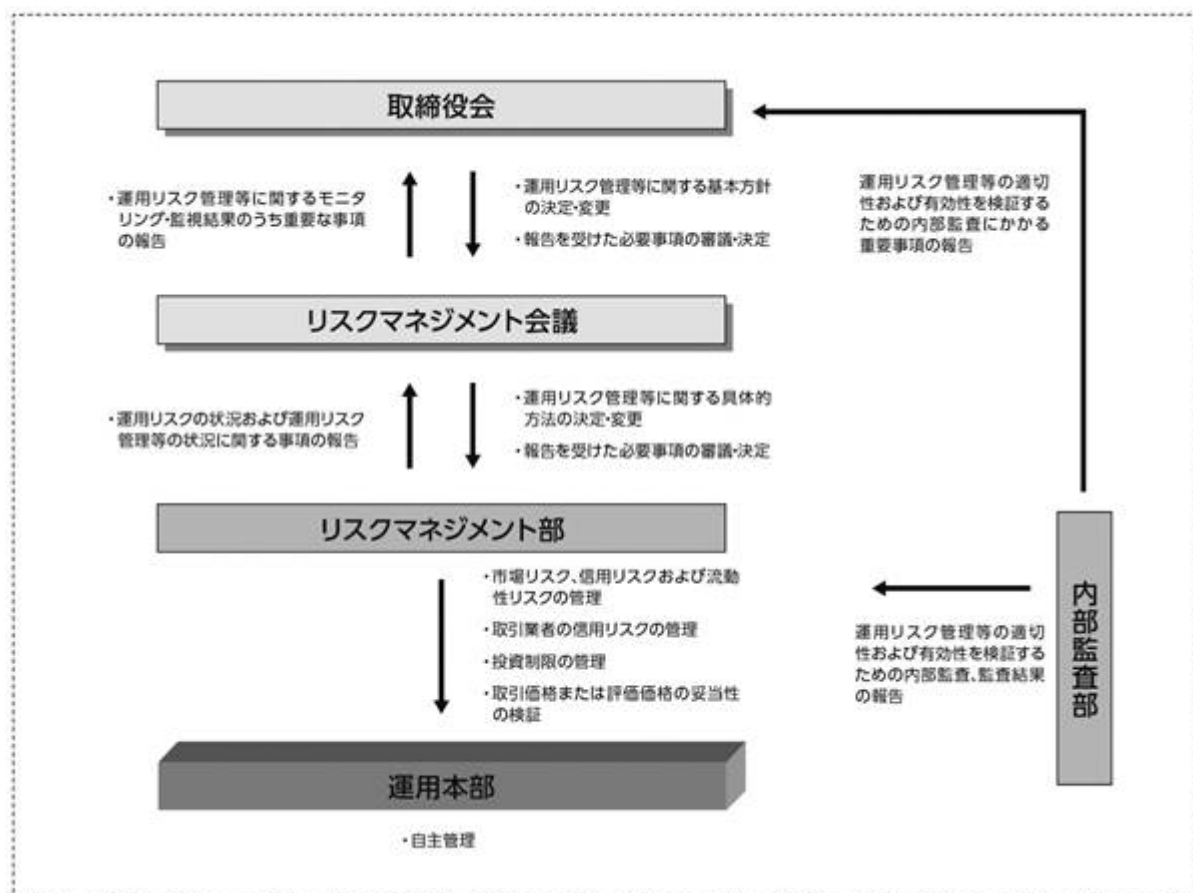 取締役会
・運用リスク管理等に関するモニタ
リング・監視結果のうち重要な事項
の報告
・運用リスク管理等に関する基本方針
の決定・変更
・報告を受けた必要事項の審議・決定
運用リスク管理等の適切
性および有効性を検証する
ための内部監査にかかる
重要事項の報告
リスクマネジメント会議
・運用リスクの状況および運用リスク
管理等の状況に関する事項の報告
・運用リスク管理等に関する具体的
方法の決定・変更
・報告を受けた必要事項の審議・決定
リスクマネジメント部
・市場リスク、信用リスクおよび流動
性リスクの管理
・取引業者の信用リスクの管理
・投資制限の管理
・取引価格または評価価格の妥当性
の検証
運用リスク管理等の適切
性および有効性を検証する
ための内部監査、監査結果
の報告
内部監査部
運用本部
・自主管理